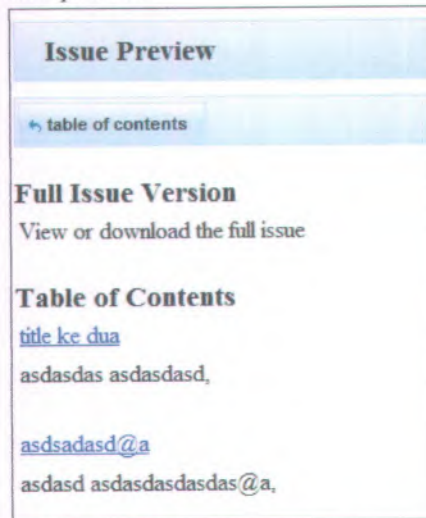 Issue Preview
table of contents
Full Issue Version
View or download the full issue
Table of Contents
title ke dua
asdasdas asdasdasd,
asdsadasd@a
asdasd asdasdasdasdas@a,